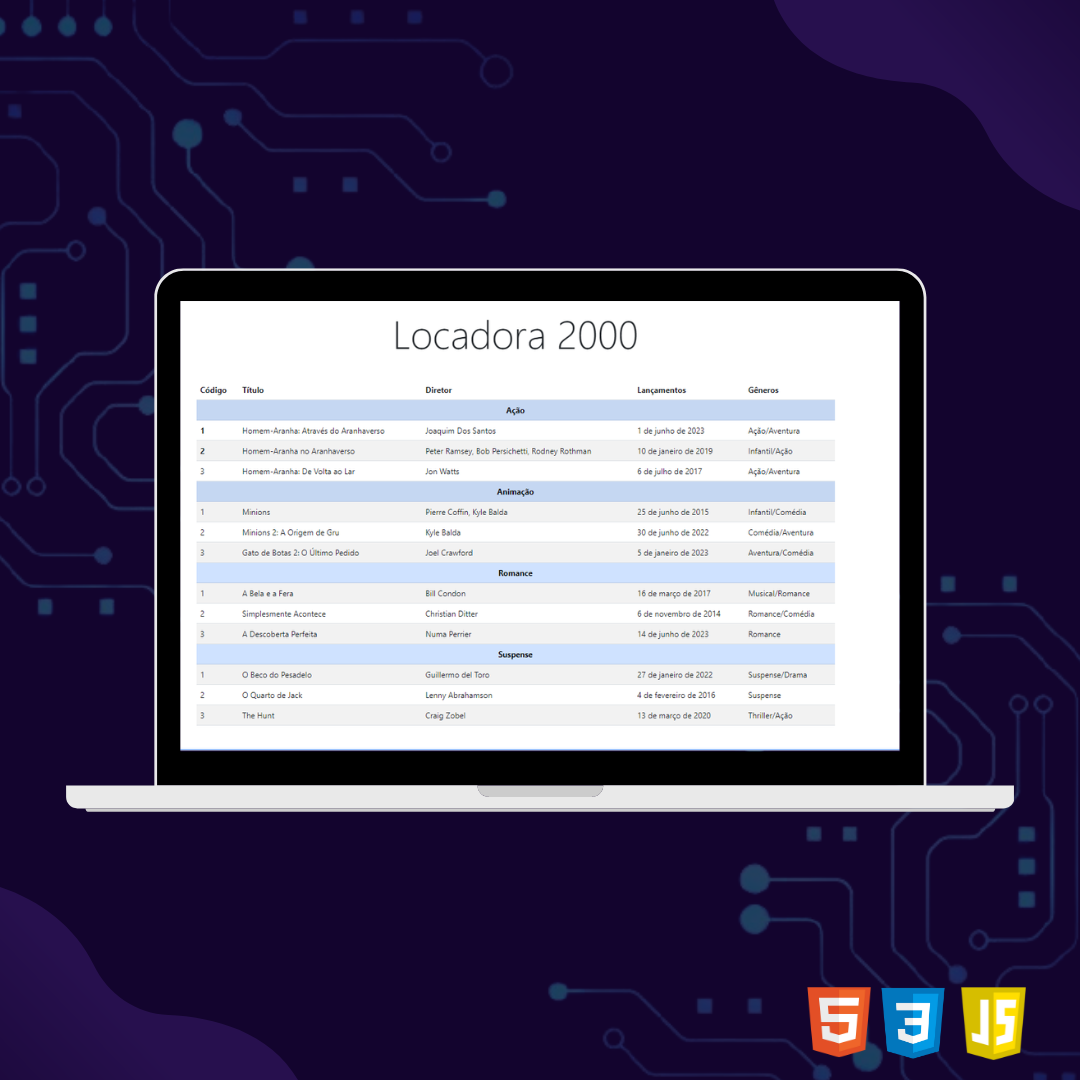 Locadora 2000
Código Título Diretor Lançamentos Gêneros
Ação
1 Homem-Aranha: Através do Aranhaverso Joaquim Dos Santos 1 de junho de 2023 Ação/Aventura
2 Homem-Aranha no Aranhaverso Peter Ramsey, Bob Persichetti, Rodney Rothman 10 de janeiro de 2019 Infantil/Ação
3 Homem-Aranha: De Volta ao Lar Jon Watts 6 de julho de 2017 Ação/Aventura
Animação
1 Minions Pierre Coffin, Kyle Balda 25 de junho de 2015 Infantil/Comédia
2 Minions 2: A Origem de Gru Kyle Balda 30 de junho de 2022 Comédia/Aventura
3 Gato de Botas 2: O Último Pedido Joel Crawford 5 de janeiro de 2023 Aventura/Comédia
Romance
1 A Bela e a Fera Bill Condon 16 de março de 2017 Musical/Romance
2 Simplesmente Acontece Christian Ditter 6 de novembro de 2014 Romance/Comédia
3 A Descoberta Perfeita Numa Perrier 14 de junho de 2023 Romance
Suspense
1 O Beco do Pesadelo Guillermo del Toro 27 de janeiro de 2022 Suspense/Drama
2 O Quarto de Jack Lenny Abrahamson 4 de fevereiro de 2016 Suspense
3 The Hunt Craig Zobel 13 de março de 2020 Thriller/Ação
5 3 JS